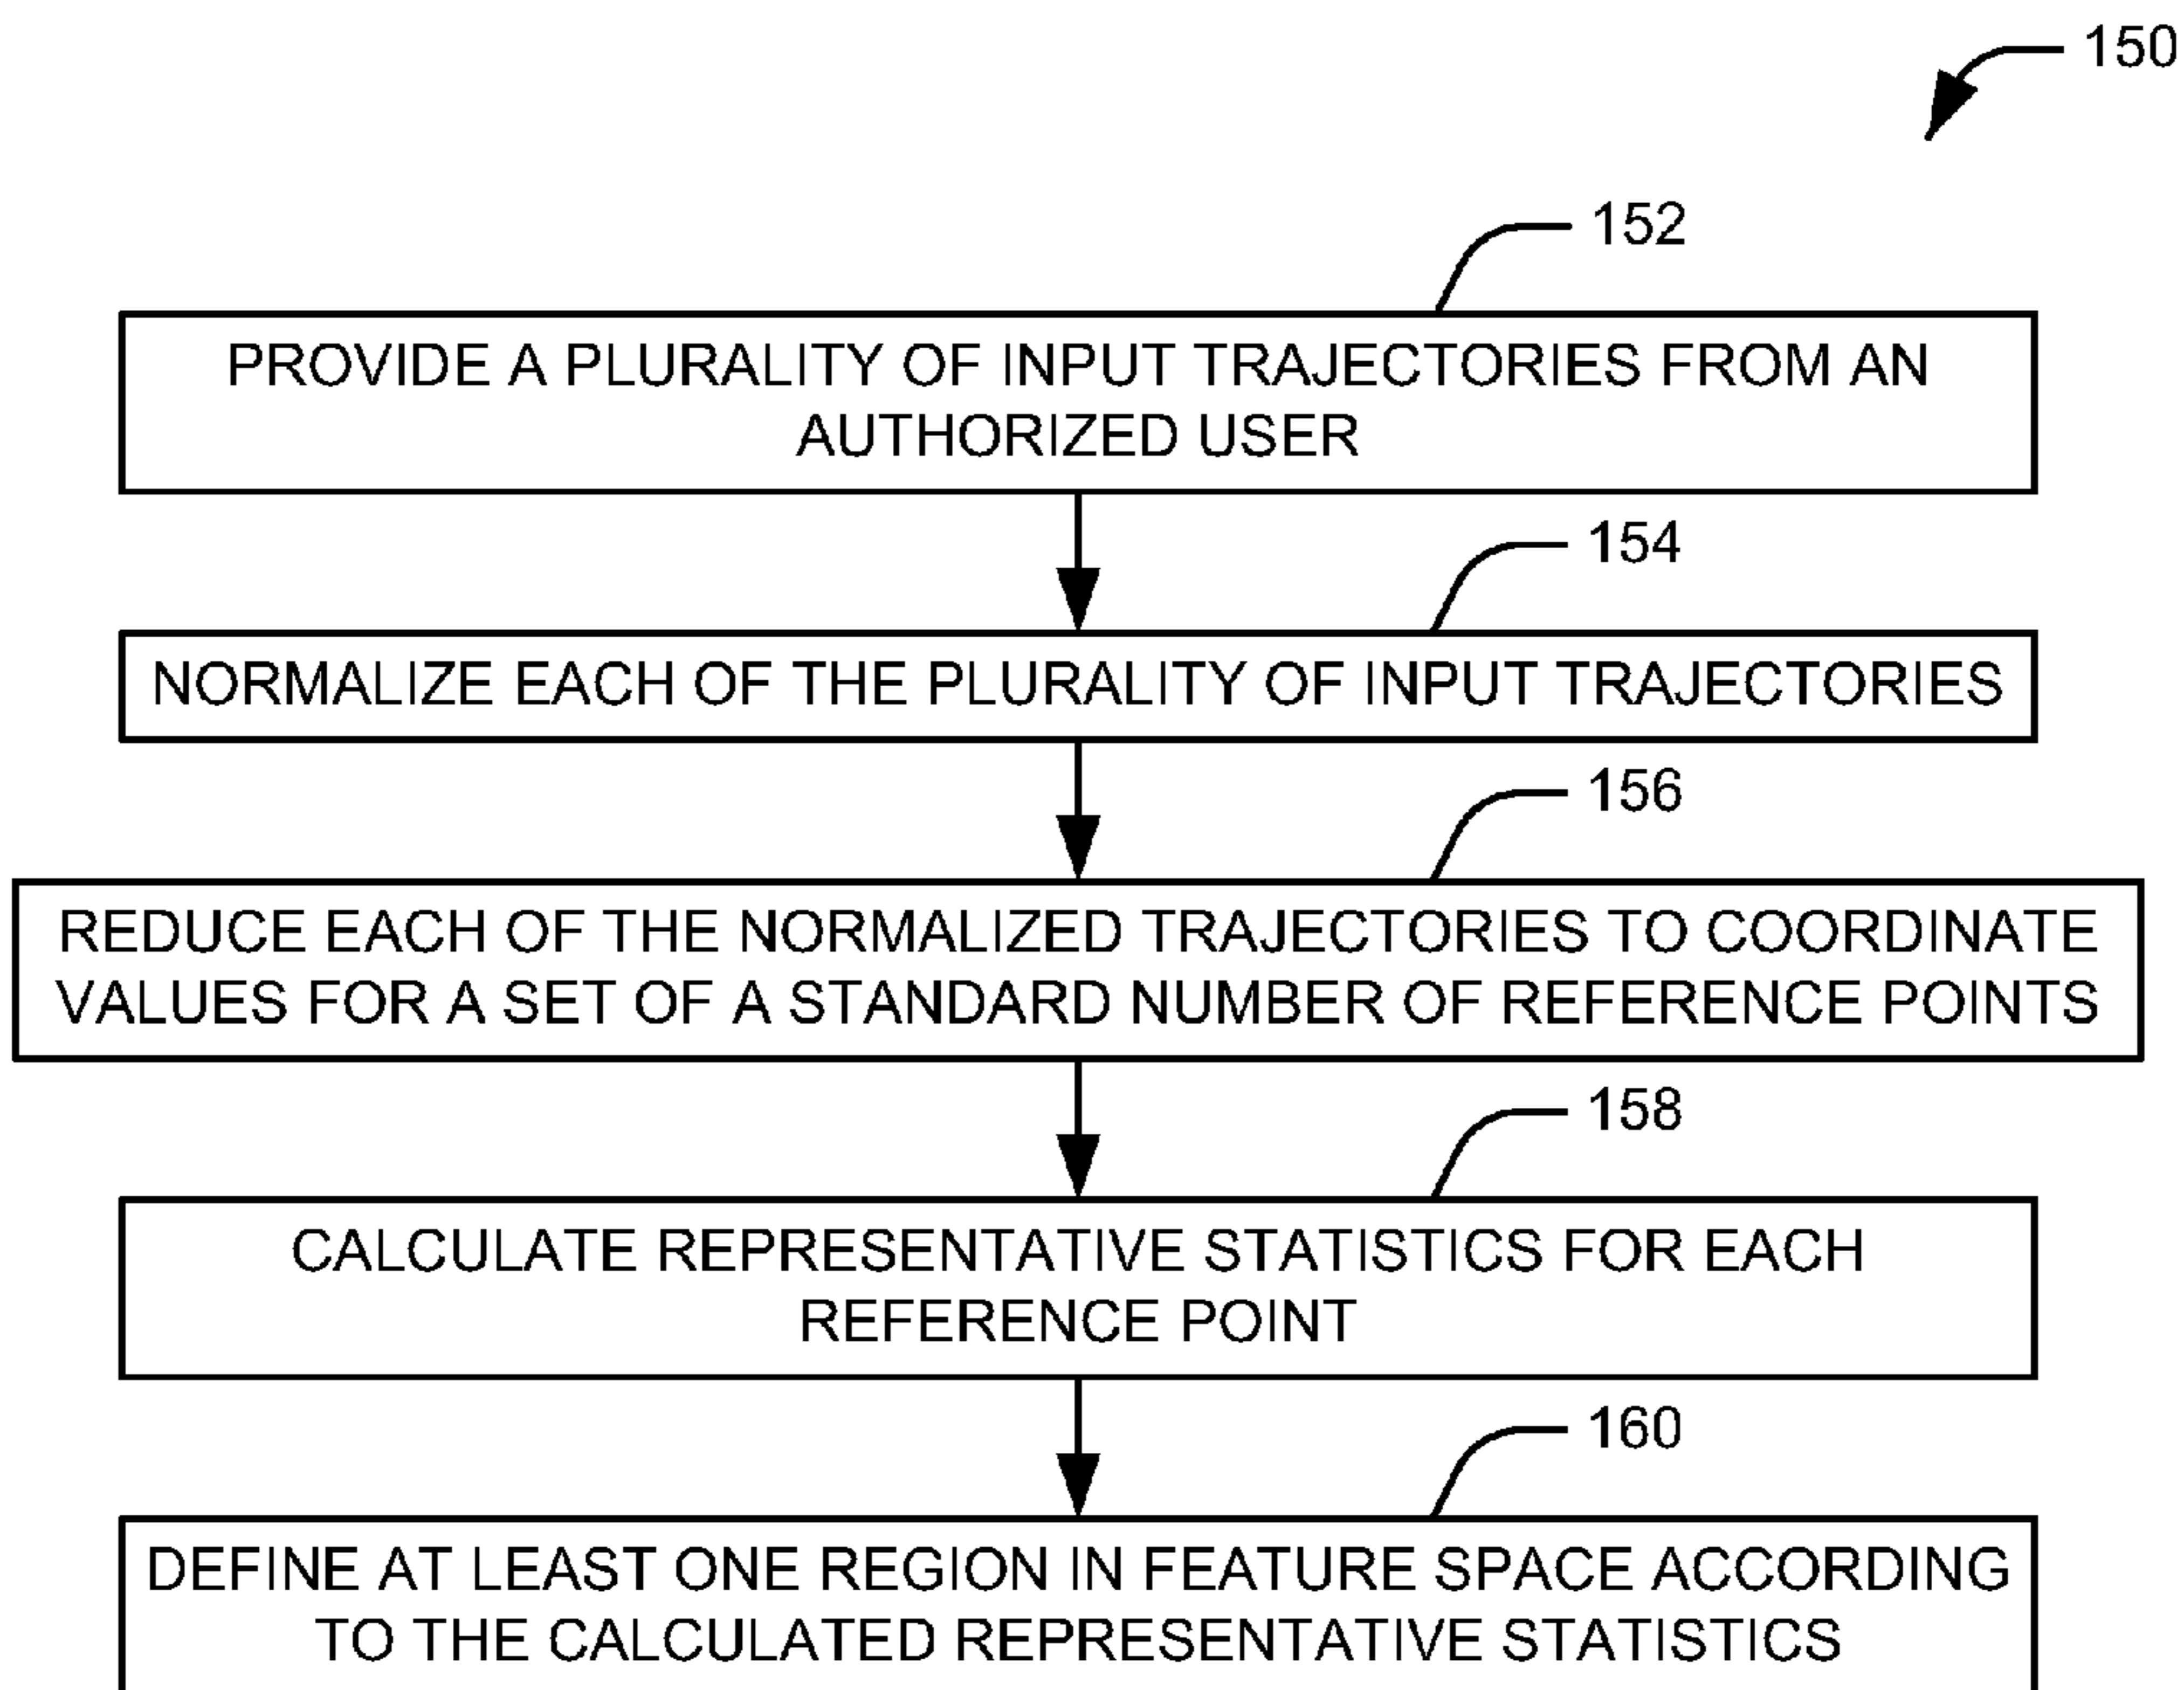 150
152
PROVIDE A PLURALITY OF INPUT TRAJECTORIES FROM AN
AUTHORIZED USER
154
NORMALIZE EACH OF THE PLURALITY OF INPUT TRAJECTORIES
156
REDUCE EACH OF THE NORMALIZED TRAJECTORIES TO COORDINATE
VALUES FOR A SET OF A STANDARD NUMBER OF REFERENCE POINTS
158
CALCULATE REPRESENTATIVE STATISTICS FOR EACH
REFERENCE POINT
160
DEFINE AT LEAST ONE REGION IN FEATURE SPACE ACCORDING
TO THE CALCULATED REPRESENTATIVE STATISTICS